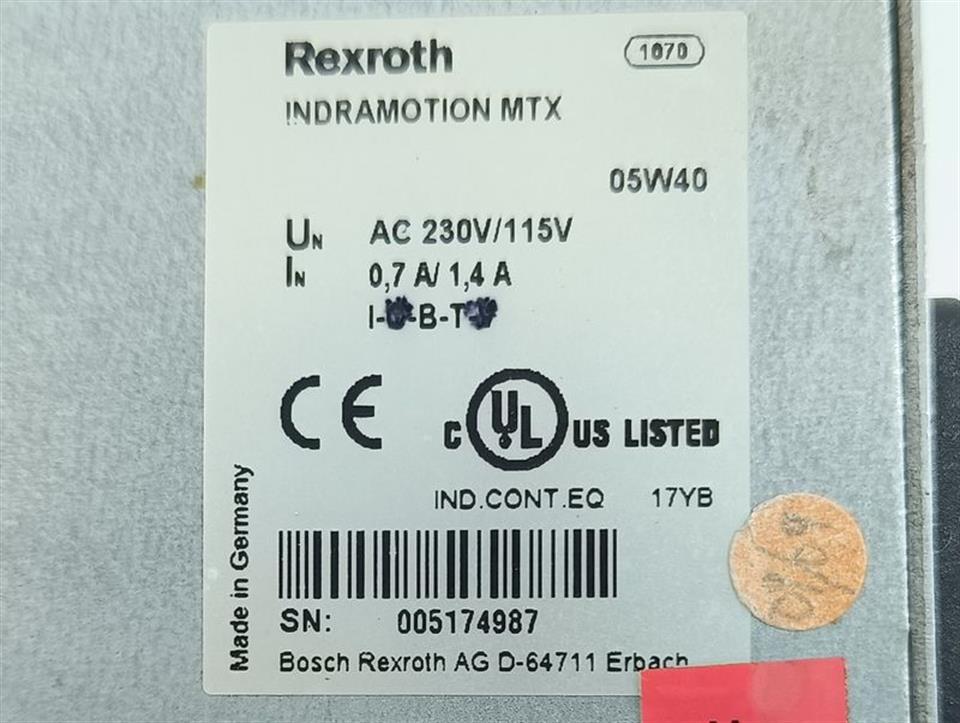 Rexroth
1070
INDRAMOTION MTX
05W40
UN AC 230V/115V
IN 0,7 A/ 1,4 A
I- -B-T
CE
C UL US LISTED
IND.CONT.EQ 17YB
Made in Germany
SN: 005174987
Bosch Rexroth AG D-64711 Erbach